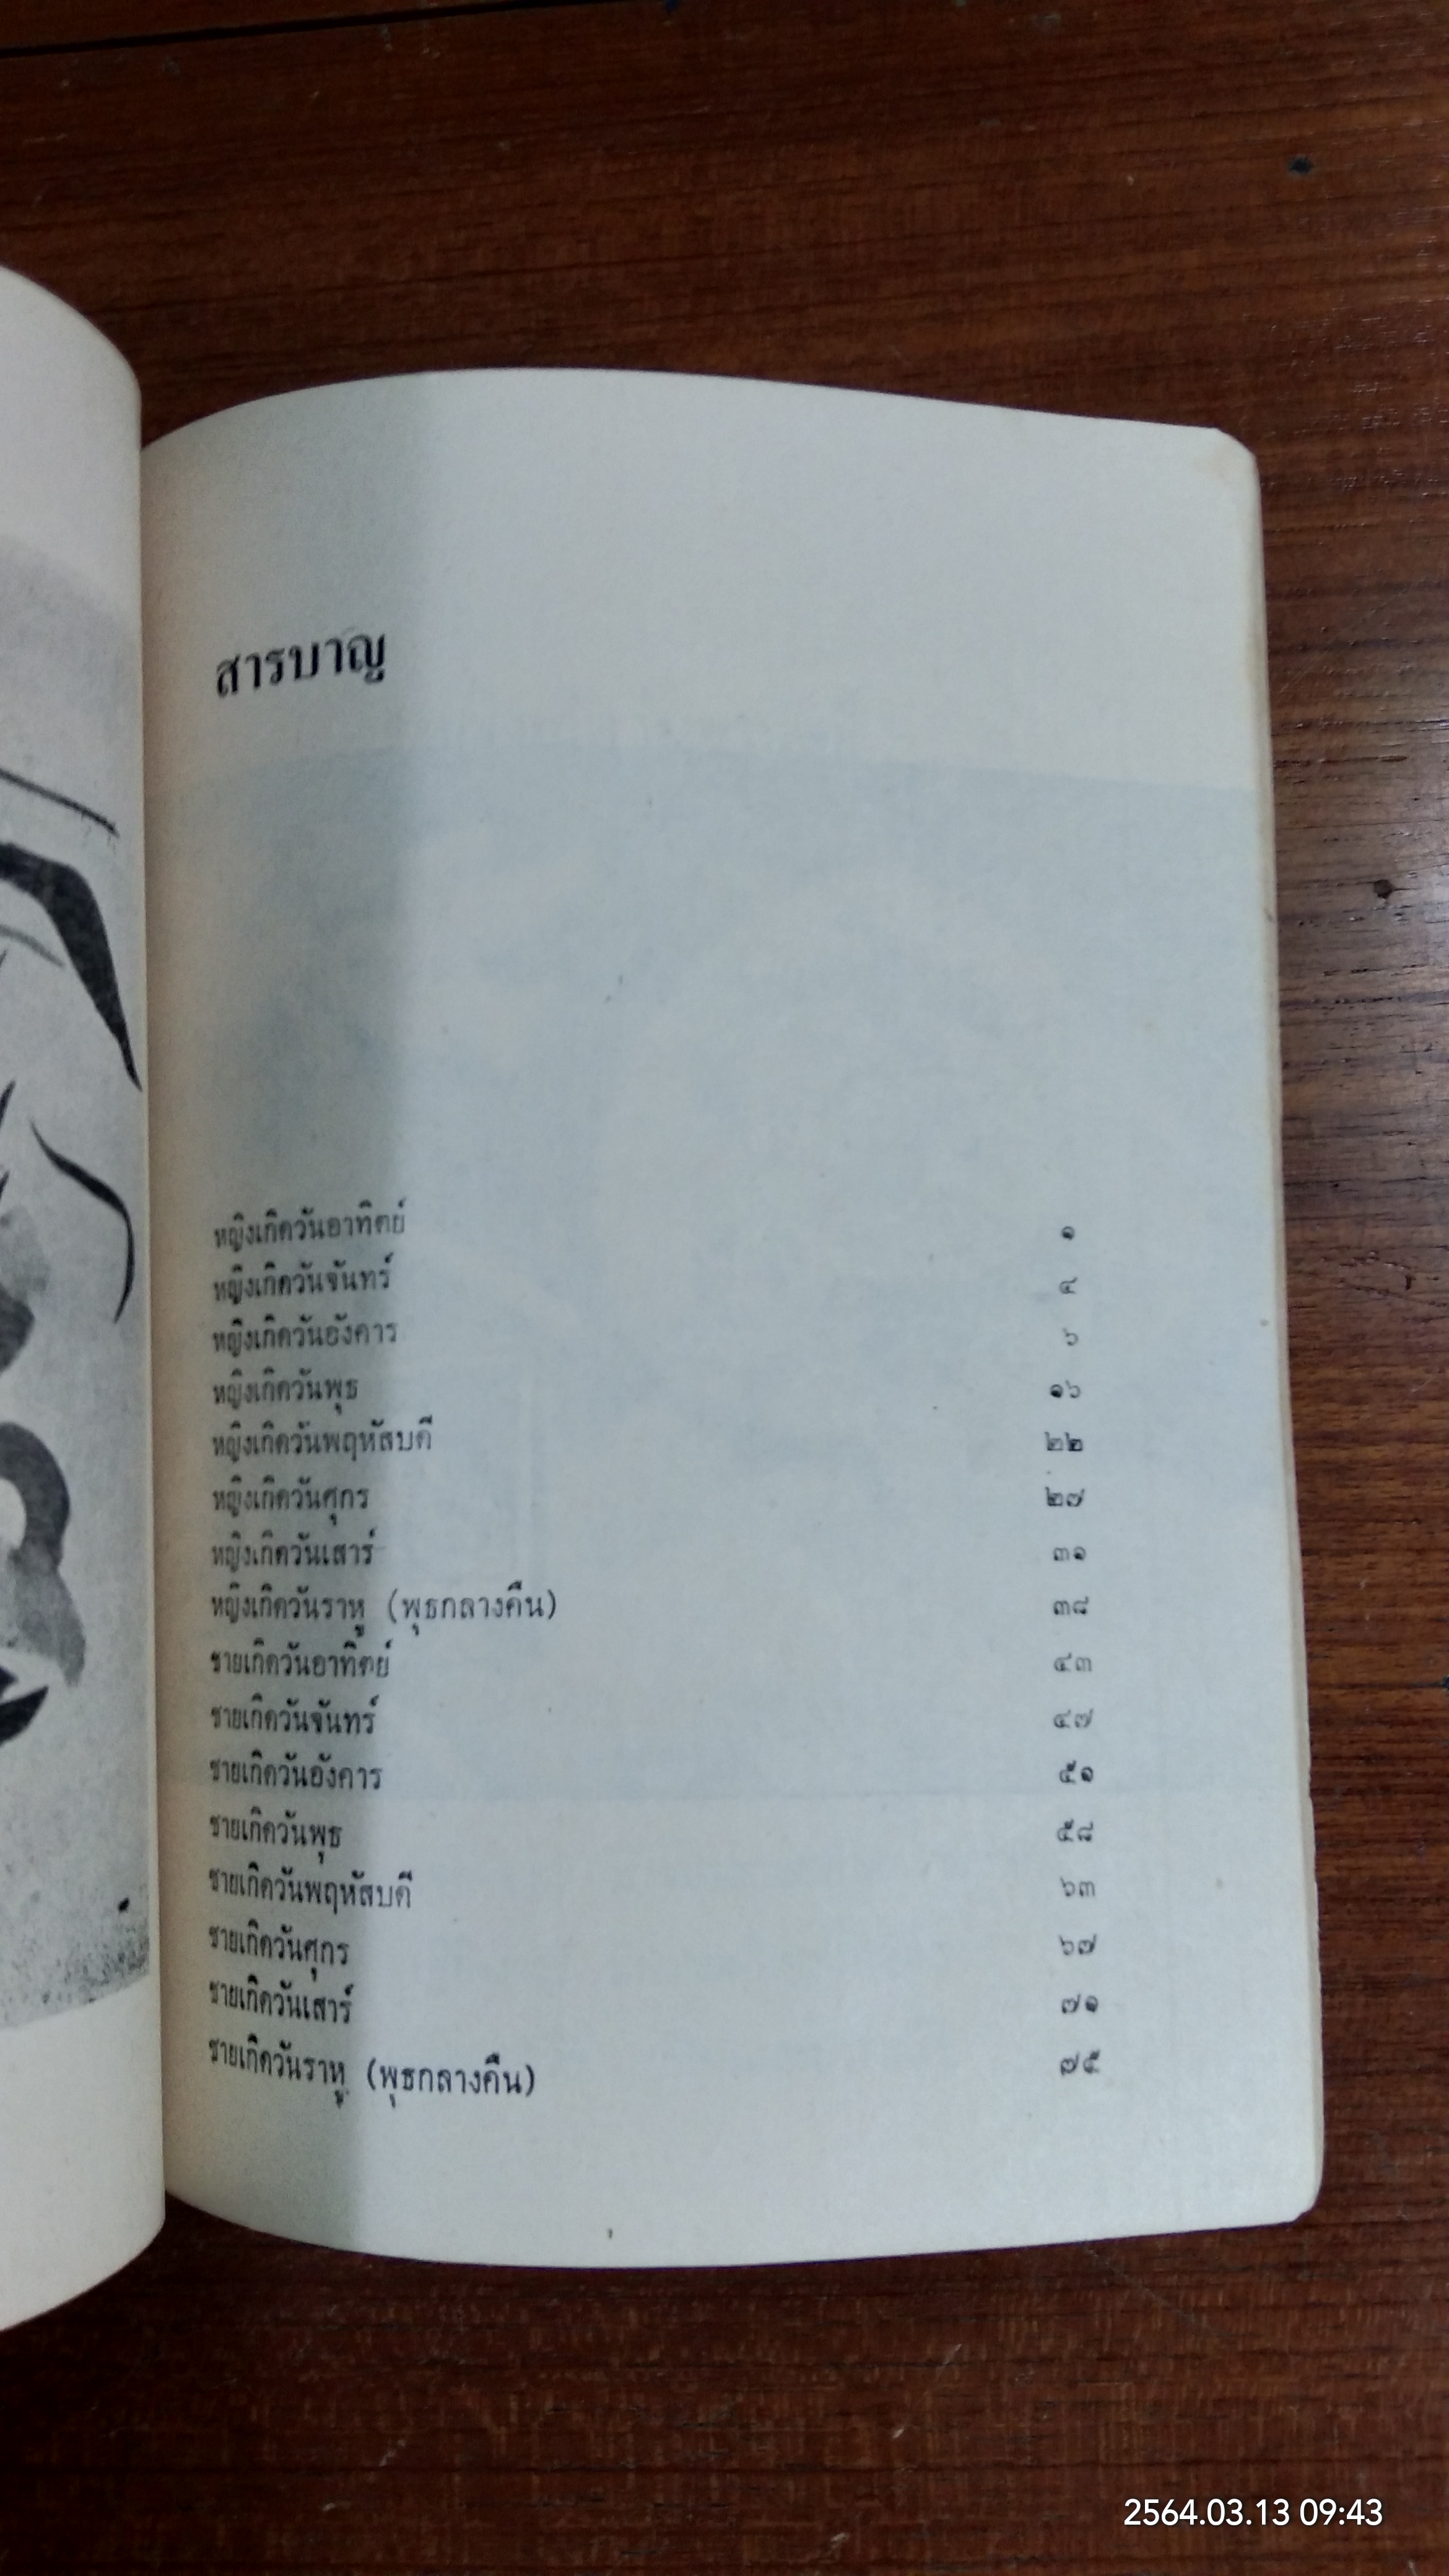 สารบาญ
หญิงเกิดวันอาทิตย์ ๑
หญิงเกิดวันจันทร์ ๔
หญิงเกิดวันอังคาร ๖
หญิงเกิดวันพุธ ๑๖
หญิงเกิดวันพฤหัสบดี ๒๒
หญิงเกิดวันศุกร ๒๗
หญิงเกิดวันเสาร์ ๓๑
หญิงเกิดวันราหู (พุธกลางคืน) ๓๘
ชายเกิดวันอาทิตย์ ๔๓
ชายเกิดวันจันทร์ ๔๗
ชายเกิดวันอังคาร ๕๑
ชายเกิดวันพุธ ๕๘
ชายเกิดวันพฤหัสบดี ๖๓
ชายเกิดวันศุกร ๖๗
ชายเกิดวันเสาร์ ๗๑
ชายเกิดวันราหู (พุธกลางคืน) ๗๕
2564.03.13 09:43